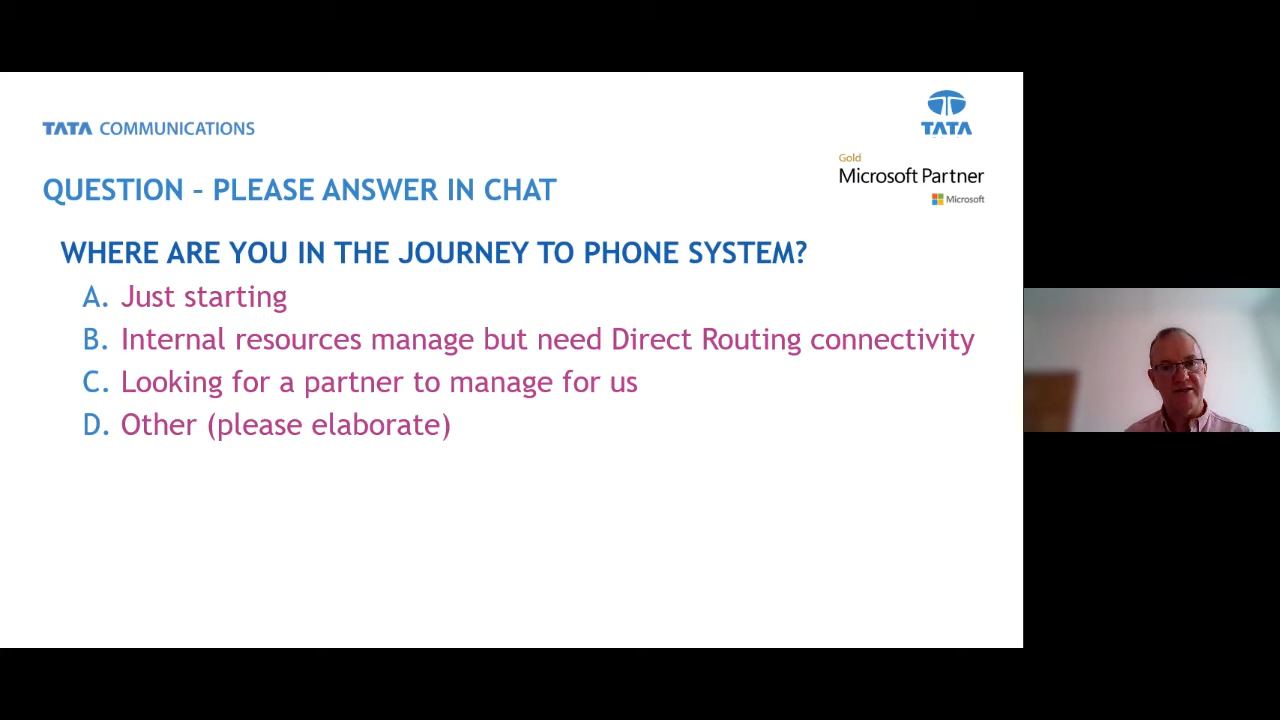 TATA COMMUNICATIONS
TATA
Gold
Microsoft Partner
Microsoft
QUESTION – PLEASE ANSWER IN CHAT
WHERE ARE YOU IN THE JOURNEY TO PHONE SYSTEM?
A. Just starting
B. Internal resources manage but need Direct Routing connectivity
C. Looking for a partner to manage for us
D. Other (please elaborate)